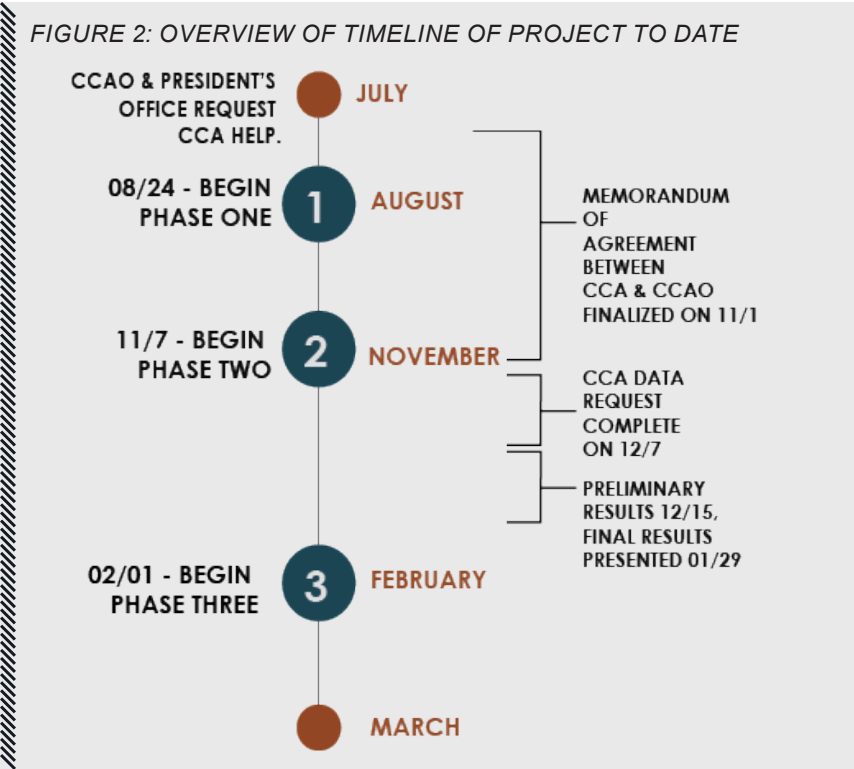 FIGURE 2: OVERVIEW OF TIMELINE OF PROJECT TO DATE
CCAO & PRESIDENT'S
OFFICE REQUEST
CCA HELP.
JULY
08/24 - BEGIN
PHASE ONE
1
AUGUST
MEMORANDUM
OF
AGREEMENT
BETWEEN
CCA & CCAO
FINALIZED ON 11/1
11/7 - BEGIN
PHASE TWO
2
NOVEMBER
CCA DATA
REQUEST
COMPLETE
ON 12/7
PRELIMINARY
RESULTS 12/15,
FINAL RESULTS
PRESENTED 01/29
02/01 - BEGIN
PHASE THREE
3
FEBRUARY
MARCH